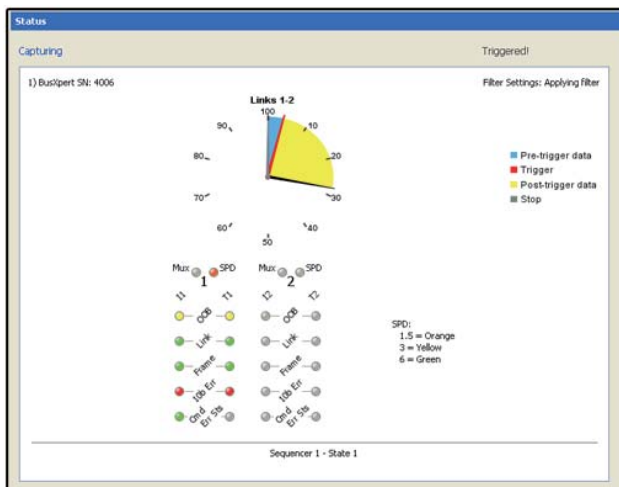 Status
Capturing
Triggered!
1) BusXpert SN: 4006
Filter Settings: Applying filter
Links 1-2
100
90
10
80
20
70
30
60
40
50
Pre-trigger data
Trigger
Post-trigger data
Stop
Mux SPD Mux SPD
1 2
I1 T1 I2 T2
OOB OOB
Link Link
Frame Frame
10b Err 10b Err
Cmd Err Sts Cmd Err Sts
SPD:
1.5 = Orange
3 = Yellow
6 = Green
Sequencer 1 - State 1